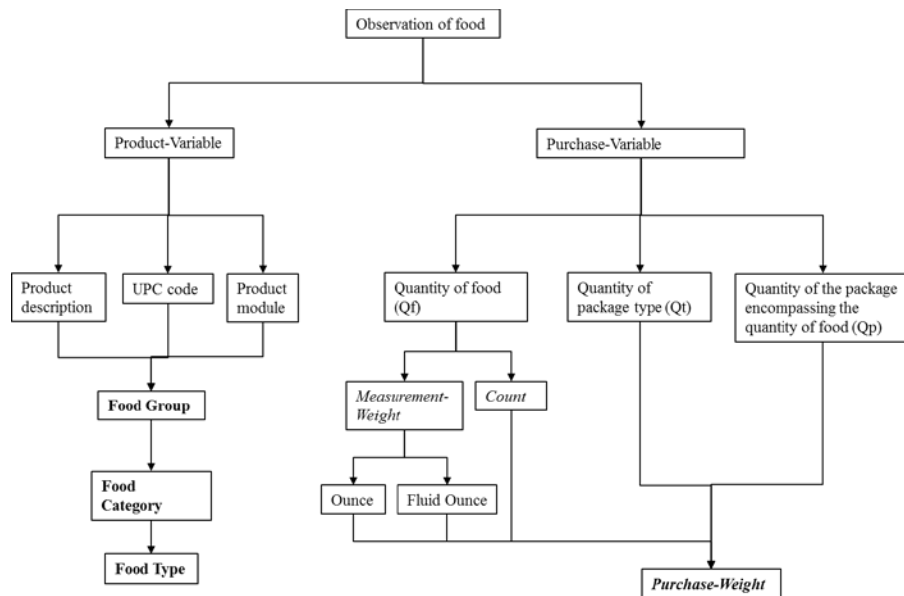 Observation of food
Product-Variable
Purchase-Variable
Product
description
UPC code
Product
module
Quantity of food
(Qf)
Quantity of
package type (Qt)
Quantity of the package
encompassing the
quantity of food (Qp)
Food Group
Measurement-
Weight
Count
Food
Category
Ounce
Fluid Ounce
Food Type
Purchase-Weight